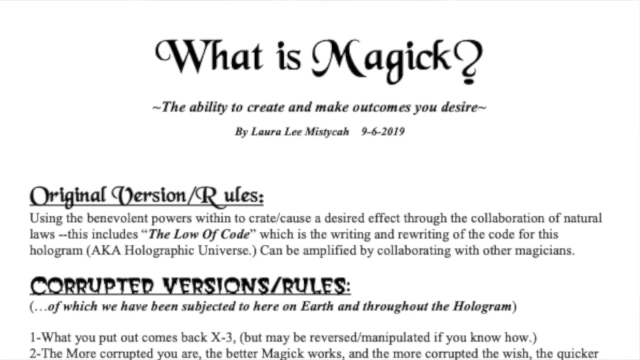 What is Magick?
~The ability to create and make outcomes you desire~
By Laura Lee Mistycah 9-6-2019
Original Version/Rules:
Using the benevolent powers within to crate/cause a desired effect through the collaboration of natural
laws --this includes “The Low Of Code” which is the writing and rewriting of the code for this
hologram (AKA Holographic Universe.) Can be amplified by collaborating with other magicians.
CORRUPTED VERSIONS/RULES:
(…of which we have been subjected to here on Earth and throughout the Hologram)
1-What you put out comes back X-3, (but may be reversed/manipulated if you know how.)
2-The More corrupted you are, the better Magick works, and the more corrupted the wish, the quicker